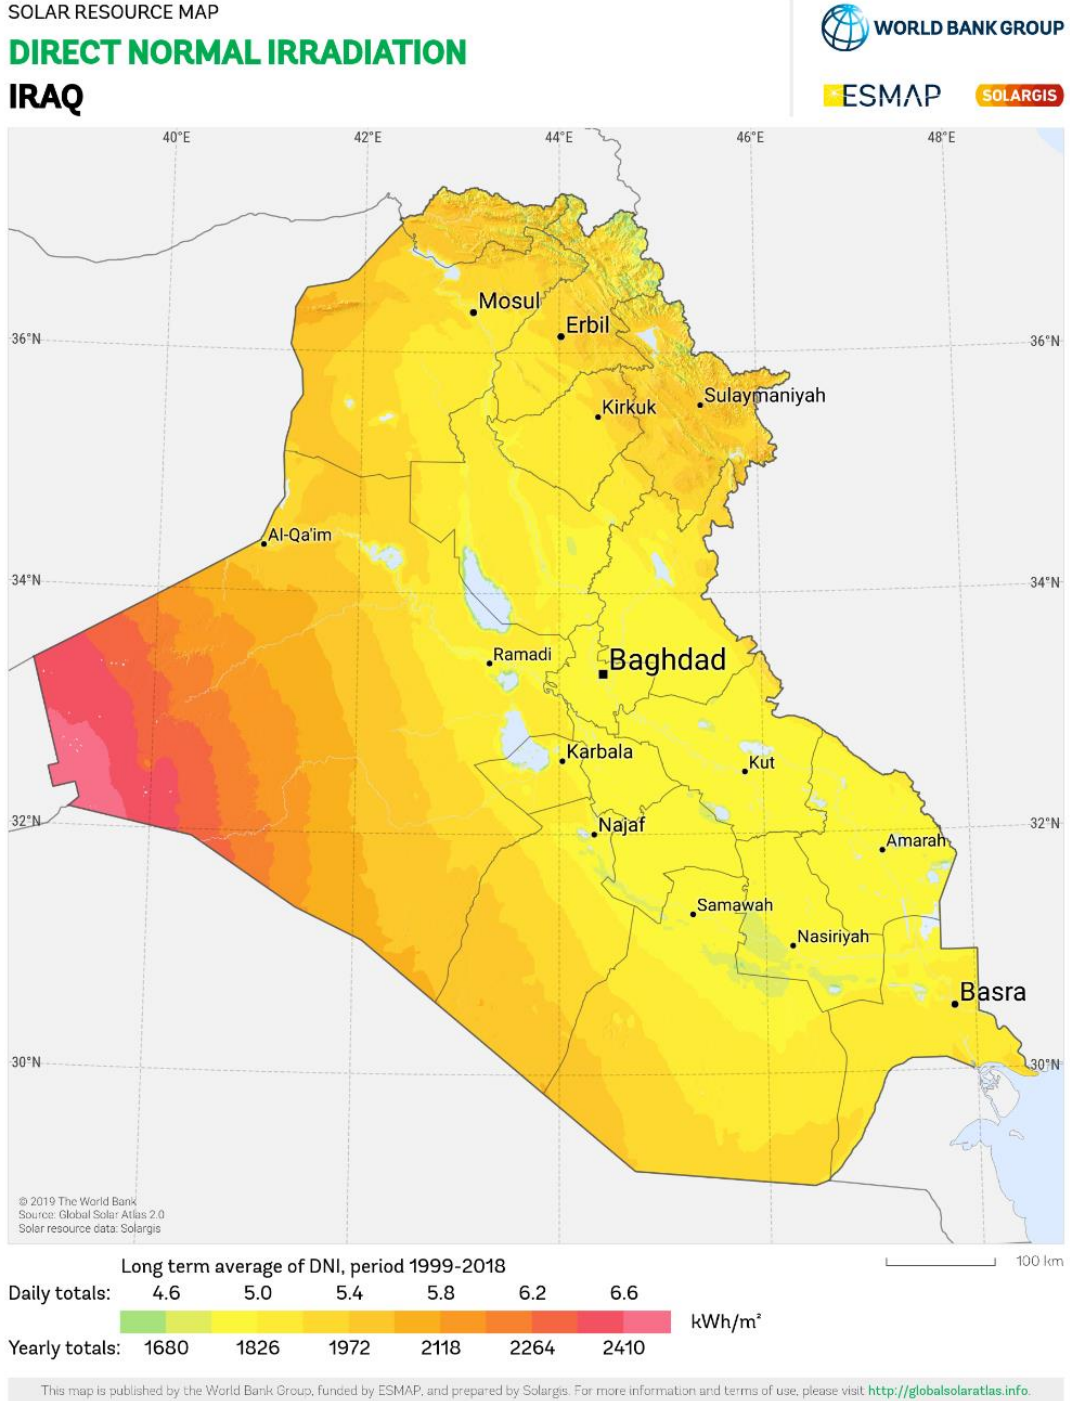 SOLAR RESOURCE MAP
DIRECT NORMAL IRRADIATION
IRAQ
WORLD BANK GROUP
ESMAP
SOLARGIS
40°E 42°E 44°E 46°E 48°E
Mosul
Erbil
36°N 36°N
Sulaymaniyah
Kirkuk
Al-Qa'im
34°N 34°N
Ramadi
Baghdad
Karbala
Kut
32°N 32°N
Najaf
Amarah
Samawah
Nasiriyah
Basra
30°N 30°N
© 2019 The World Bank
Source: Global Solar Atlas 2.0
Solar resource data: Solargis
100 km
Long term average of DNI, period 1999-2018
Daily totals: 4.6 5.0 5.4 5.8 6.2 6.6
kWh/m²
Yearly totals: 1680 1826 1972 2118 2264 2410
This map is published by the World Bank Group, funded by ESMAP, and prepared by Solargis. For more information and terms of use, please visit http://globalsolaratlas.info.